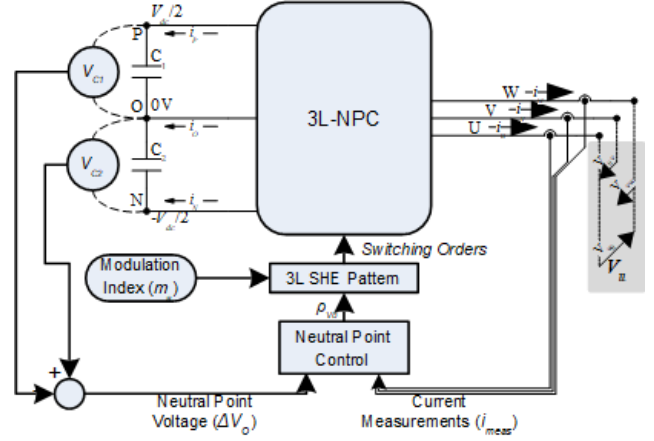 V_dc/2
P
i_P
C_1
V_C1
O
0V
3L-NPC
i_O
W
V
U
C_2
V_C2
N
i_N
-V_dc/2
V_ll
Switching Orders
Modulation
Index (m_a)
3L SHE Pattern
Neutral Point
Control
+
Neutral Point
Voltage (ΔV_O)
Current
Measurements (i_meas)